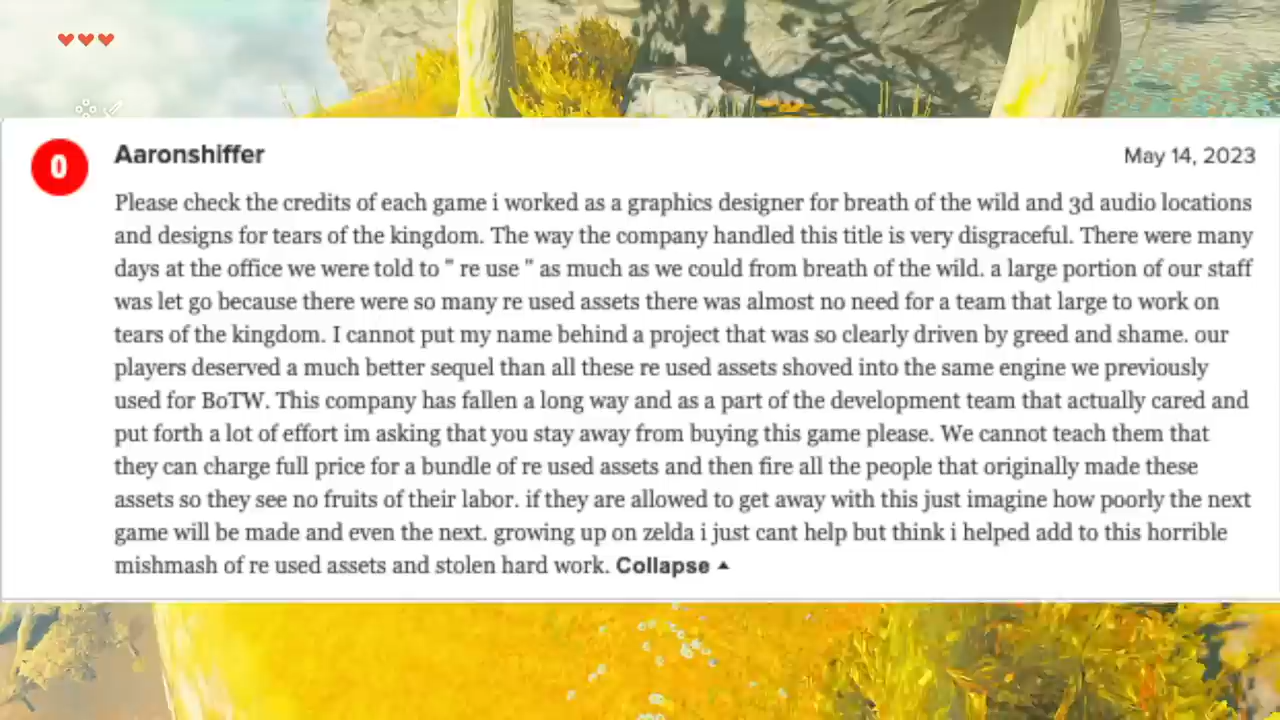 0
Aaronshiffer
May 14, 2023
Please check the credits of each game i worked as a graphics designer for breath of the wild and 3d audio locations
and designs for tears of the kingdom. The way the company handled this title is very disgraceful. There were many
days at the office we were told to " re use " as much as we could from breath of the wild. a large portion of our staff
was let go because there were so many re used assets there was almost no need for a team that large to work on
tears of the kingdom. I cannot put my name behind a project that was so clearly driven by greed and shame. our
players deserved a much better sequel than all these re used assets shoved into the same engine we previously
used for BoTW. This company has fallen a long way and as a part of the development team that actually cared and
put forth a lot of effort im asking that you stay away from buying this game please. We cannot teach them that
they can charge full price for a bundle of re used assets and then fire all the people that originally made these
assets so they see no fruits of their labor. if they are allowed to get away with this just imagine how poorly the next
game will be made and even the next. growing up on zelda i just cant help but think i helped add to this horrible
mishmash of re used assets and stolen hard work. Collapse